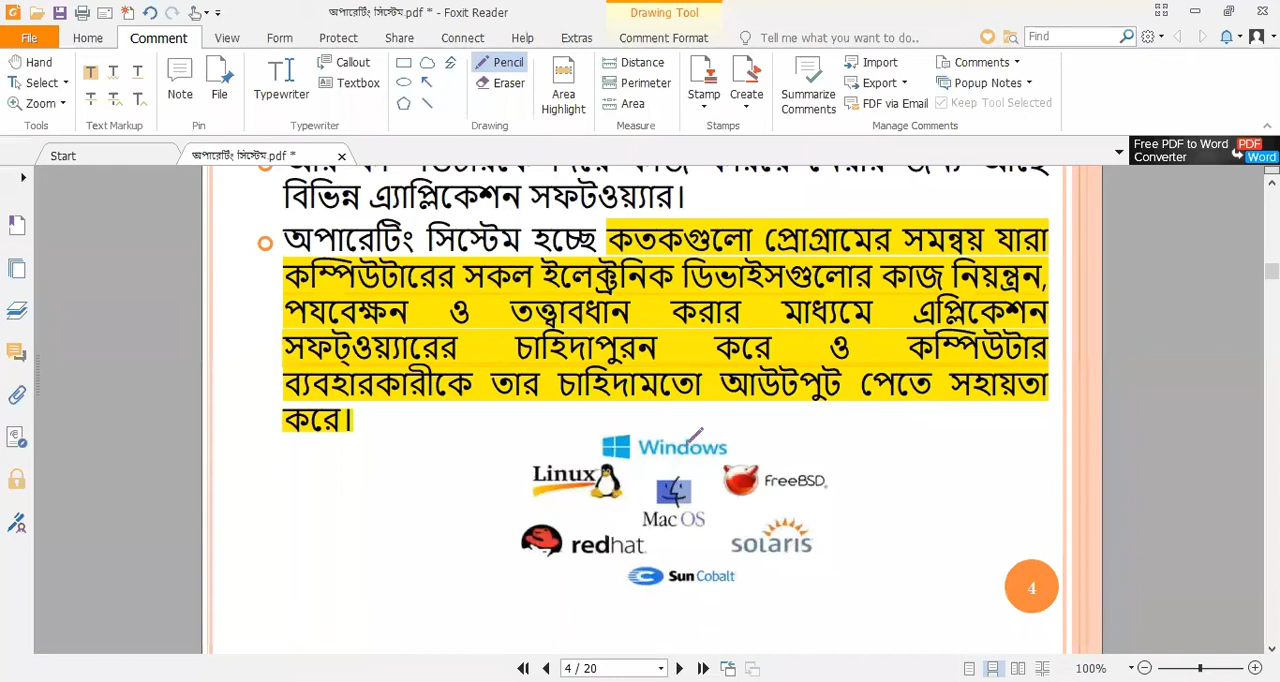 অপারেটিং সিস্টেম.pdf * - Foxit Reader
Drawing Tool
File Home Comment View Form Protect Share Connect Help Extras Comment Format Tell me what you want to do.. Find
Hand
Select
Zoom
Tools
Text Markup
Note
File
Pin
Typewriter
Callout
Textbox
Typewriter
Pencil
Eraser
Drawing
Area
Highlight
Distance
Perimeter
Area
Measure
Stamp
Create
Stamps
Summarize
Comments
Import
Export
FDF via Email
Comments
Popup Notes
Keep Tool Selected
Manage Comments
Start
অপারেটিং সিস্টেম.pdf *
Free PDF to Word
Converter
PDF
Word
বিভিন্ন এ্যাপ্লিকেশন সফটওয়্যার।
অপারেটিং সিস্টেম হচ্ছে কতকগুলো প্রোগ্রামের সমন্বয় যারা
কম্পিউটারের সকল ইলেক্ট্রনিক ডিভাইসগুলোর কাজ নিয়ন্ত্রন,
পযবেক্ষন ও তত্ত্বাবধান করার মাধ্যমে এপ্লিকেশন
সফট্ওয়্যারের চাহিদাপুরন করে ও কম্পিউটার
ব্যবহারকারীকে তার চাহিদামতো আউটপুট পেতে সহায়তা
করে।
Windows
Linux
FreeBSD
Mac OS
redhat
solaris
Sun Cobalt
4
4 / 20
100%